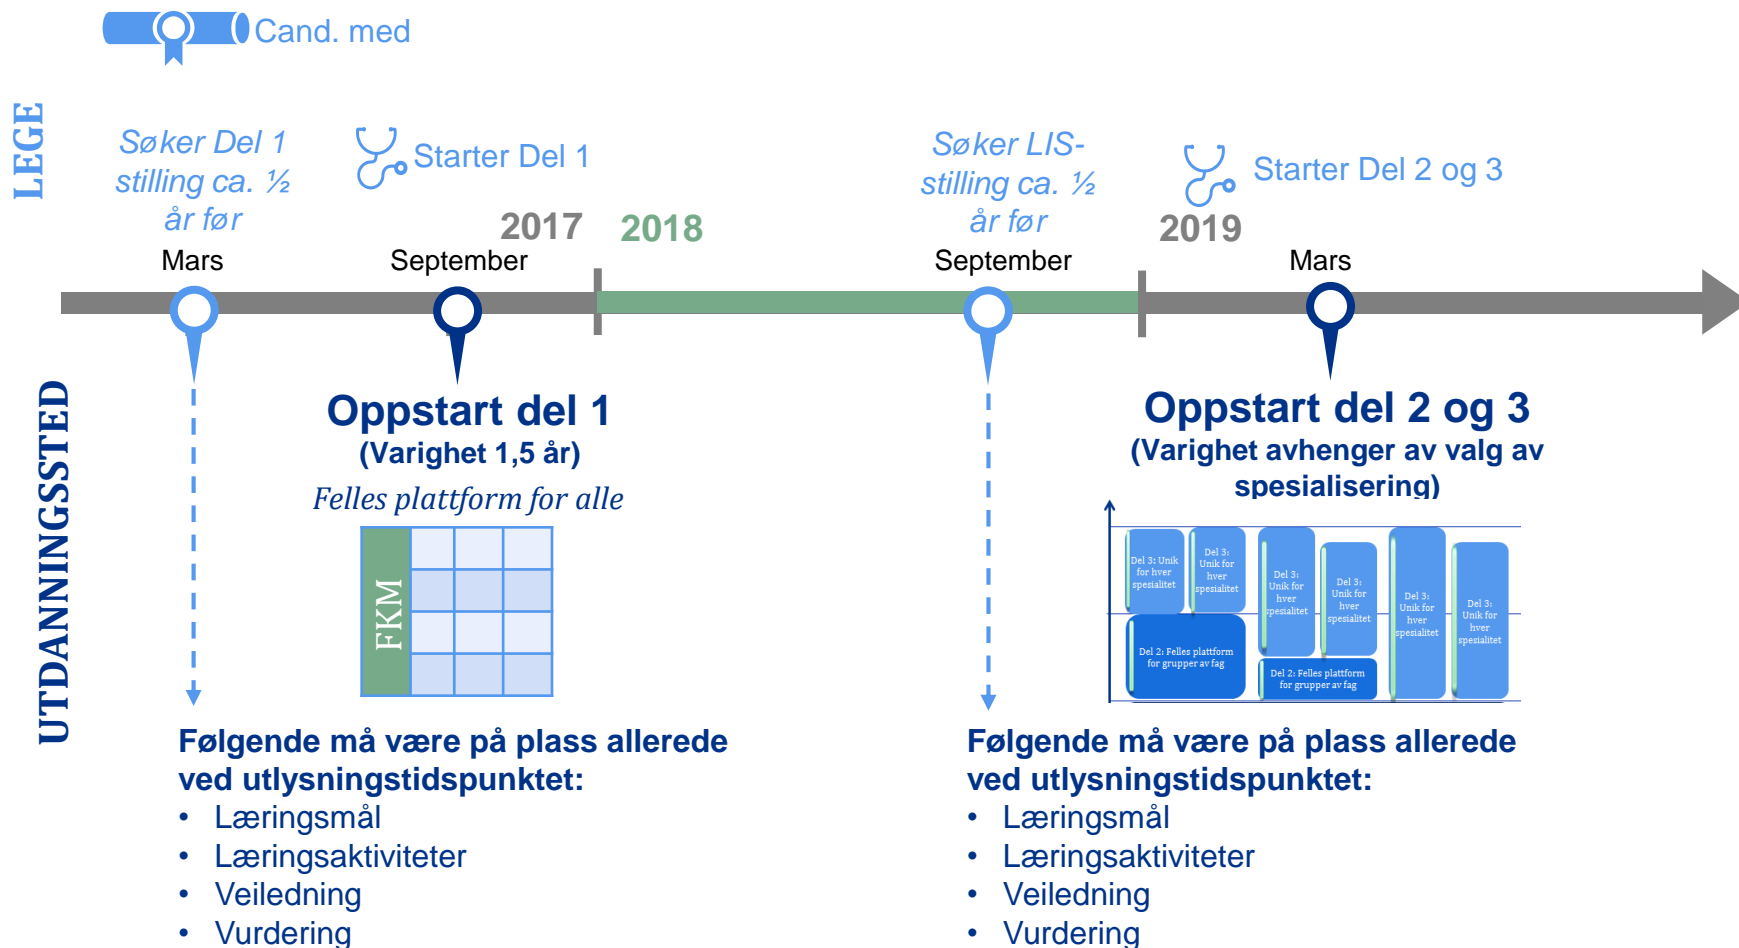 Cand. med
LEGE
Søker Del 1
stilling ca. ½
år før
Starter Del 1
Søker LIS-
stilling ca. ½
år før
Starter Del 2 og 3
2017
2018
2019
Mars
September
September
Mars
UTDANNINGSSTED
Oppstart del 1
(Varighet 1,5 år)
Felles plattform for alle
FKM
Oppstart del 2 og 3
(Varighet avhenger av valg av
spesialisering)
Del 3: Unik
for hver
spesialitet
Del 3:
Unik for
hver
spesialitet
Del 3:
Unik for
hver
spesialitet
Del 3:
Unik for
hver
spesialitet
Del 3:
Unik for
hver
spesialitet
Del 3:
Unik for
hver
spesialitet
Del 2: Felles plattform
for grupper av fag
Del 2: Felles plattform
for grupper av fag
Følgende må være på plass allerede
ved utlysningstidspunktet:
• Læringsmål
• Læringsaktiviteter
• Veiledning
• Vurdering
Følgende må være på plass allerede
ved utlysningstidspunktet:
• Læringsmål
• Læringsaktiviteter
• Veiledning
• Vurdering